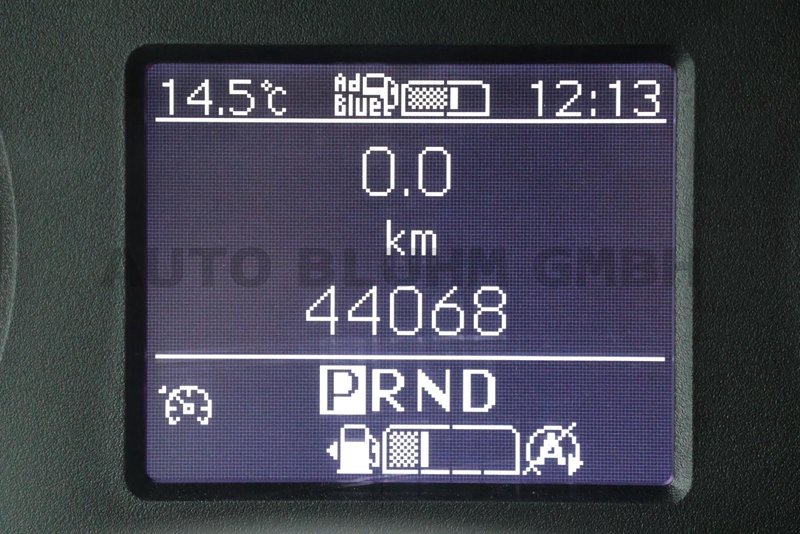 14.5°C Ad Blue 12:13
0.0
km
AUTO BLUHM GMBH
44068
PRND
A